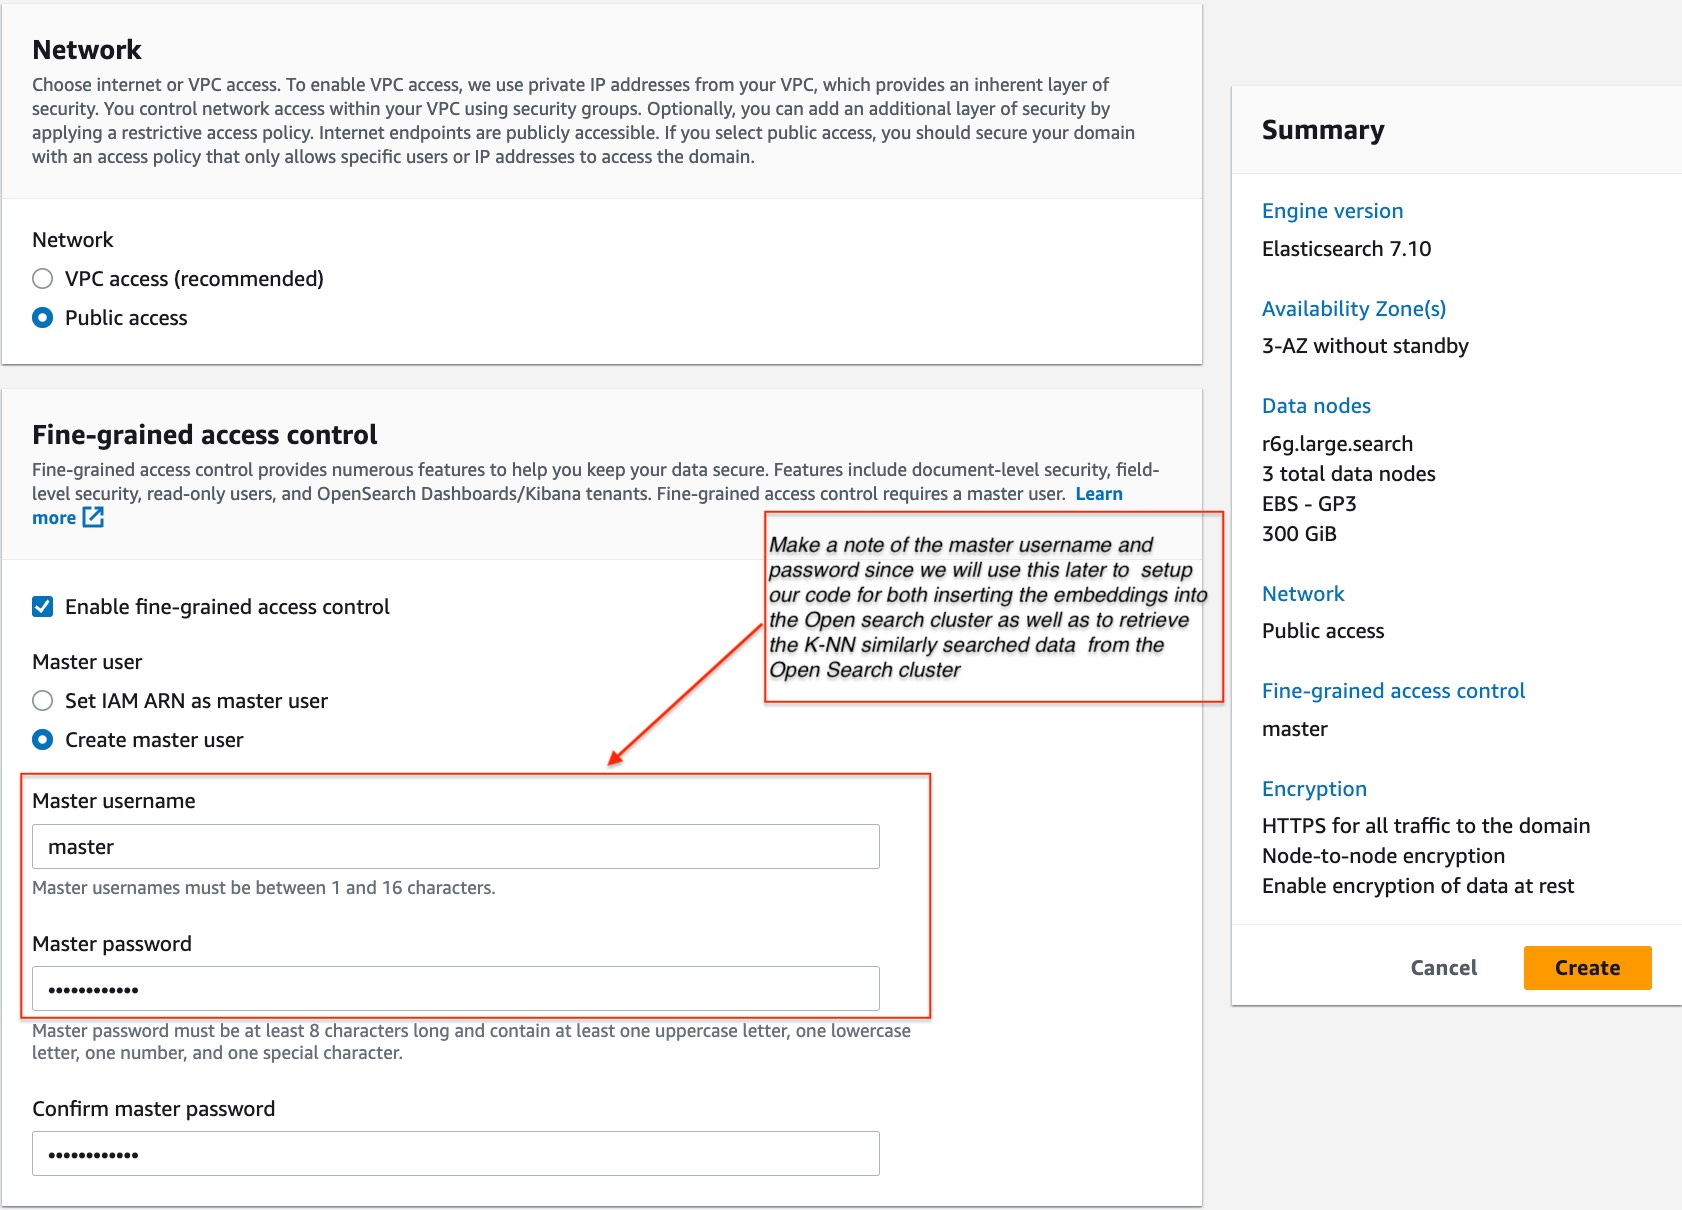 Network
Choose internet or VPC access. To enable VPC access, we use private IP addresses from your VPC, which provides an inherent layer of
security. You control network access within your VPC using security groups. Optionally, you can add an additional layer of security by
applying a restrictive access policy. Internet endpoints are publicly accessible. If you select public access, you should secure your domain
with an access policy that only allows specific users or IP addresses to access the domain.
Network
VPC access (recommended)
Public access
Fine-grained access control
Fine-grained access control provides numerous features to help you keep your data secure. Features include document-level security, field-
level security, read-only users, and OpenSearch Dashboards/Kibana tenants. Fine-grained access control requires a master user. Learn
more
Make a note of the master username and
password since we will use this later to  setup
our code for both inserting the embeddings into
the Open search cluster as well as to retrieve
the K-NN similarly searched data  from the
Open Search cluster
Enable fine-grained access control
Master user
Set IAM ARN as master user
Create master user
Master username
master
Master usernames must be between 1 and 16 characters.
Master password
••••••••••••
Master password must be at least 8 characters long and contain at least one uppercase letter, one lowercase
letter, one number, and one special character.
Confirm master password
••••••••••••
Summary
Engine version
Elasticsearch 7.10
Availability Zone(s)
3-AZ without standby
Data nodes
r6g.large.search
3 total data nodes
EBS - GP3
300 GiB
Network
Public access
Fine-grained access control
master
Encryption
HTTPS for all traffic to the domain
Node-to-node encryption
Enable encryption of data at rest
Cancel
Create